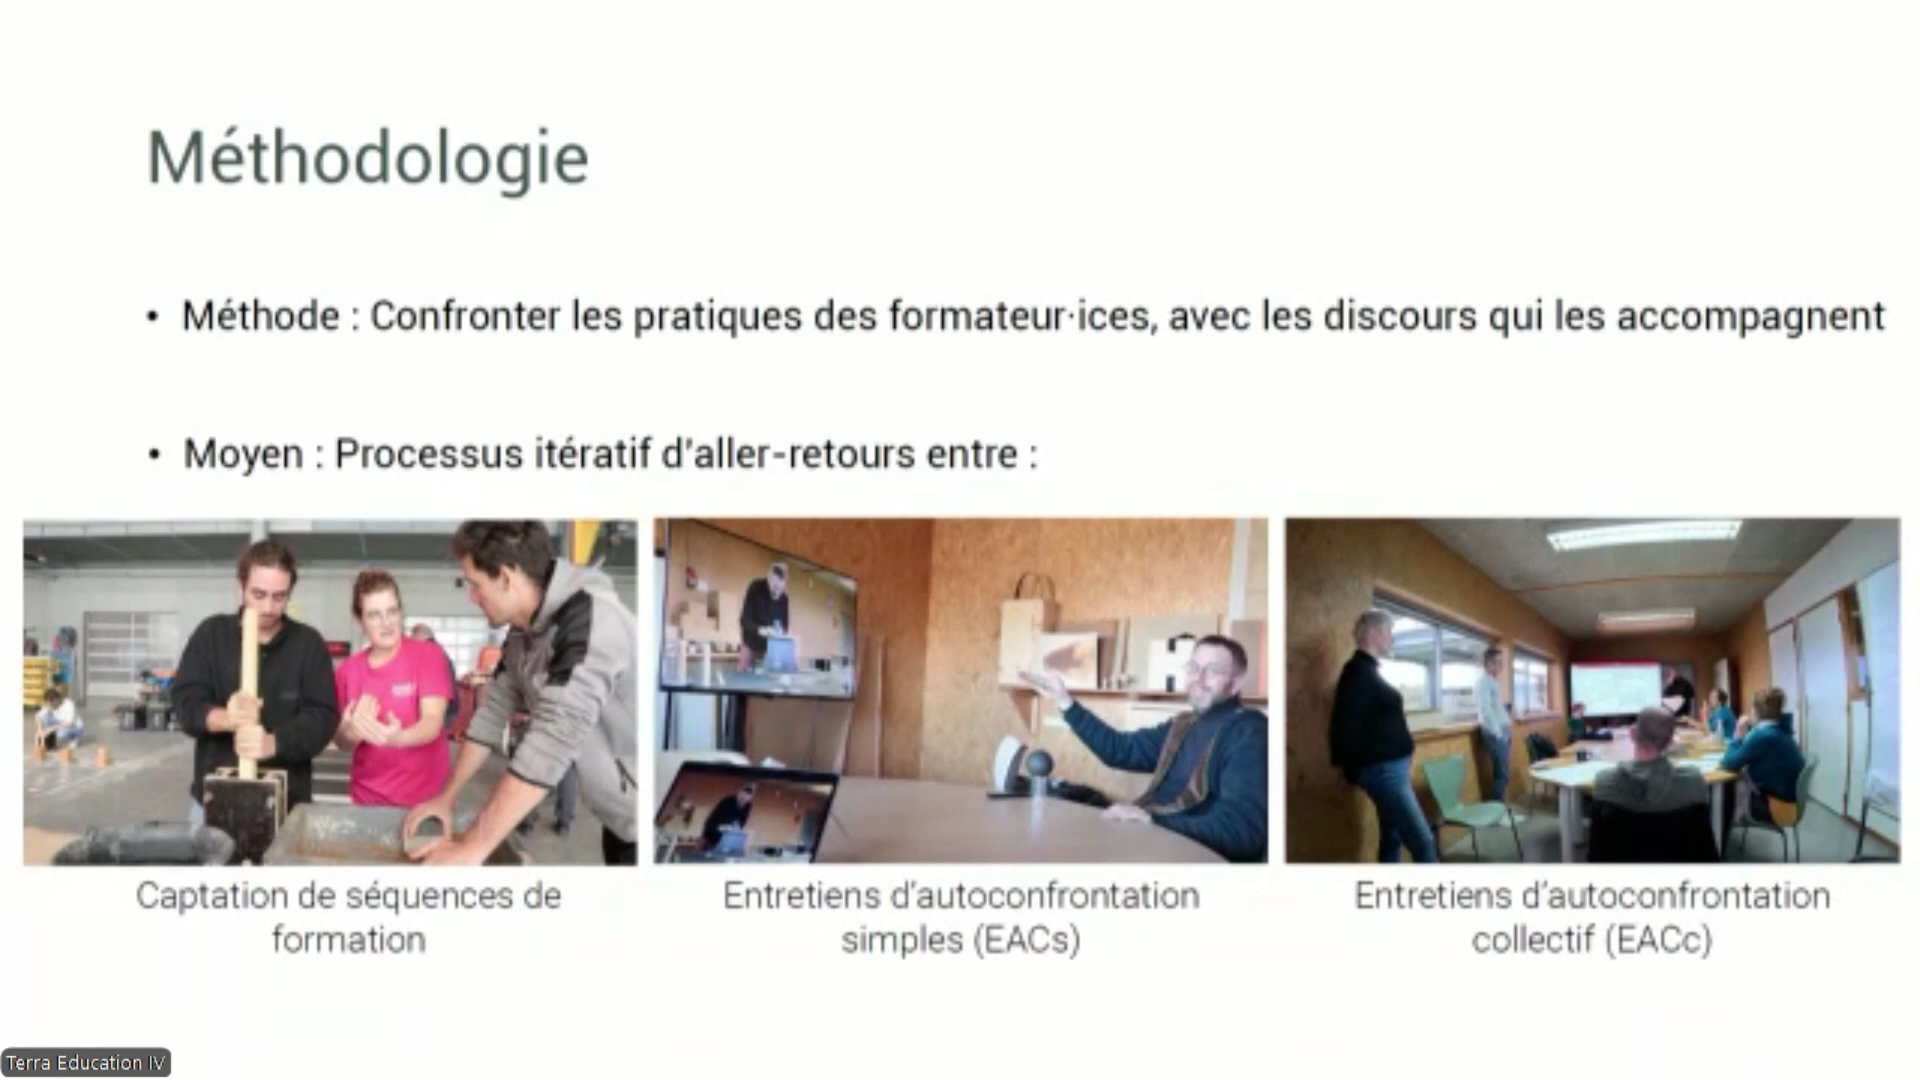 Méthodologie
• Méthode : Confronter les pratiques des formateur·ices, avec les discours qui les accompagnent
• Moyen : Processus itératif d'aller-retours entre :
Captation de séquences de
formation
Entretiens d'autoconfrontation
simples (EACs)
Entretiens d'autoconfrontation
collectif (EACc)
Terra Education IV